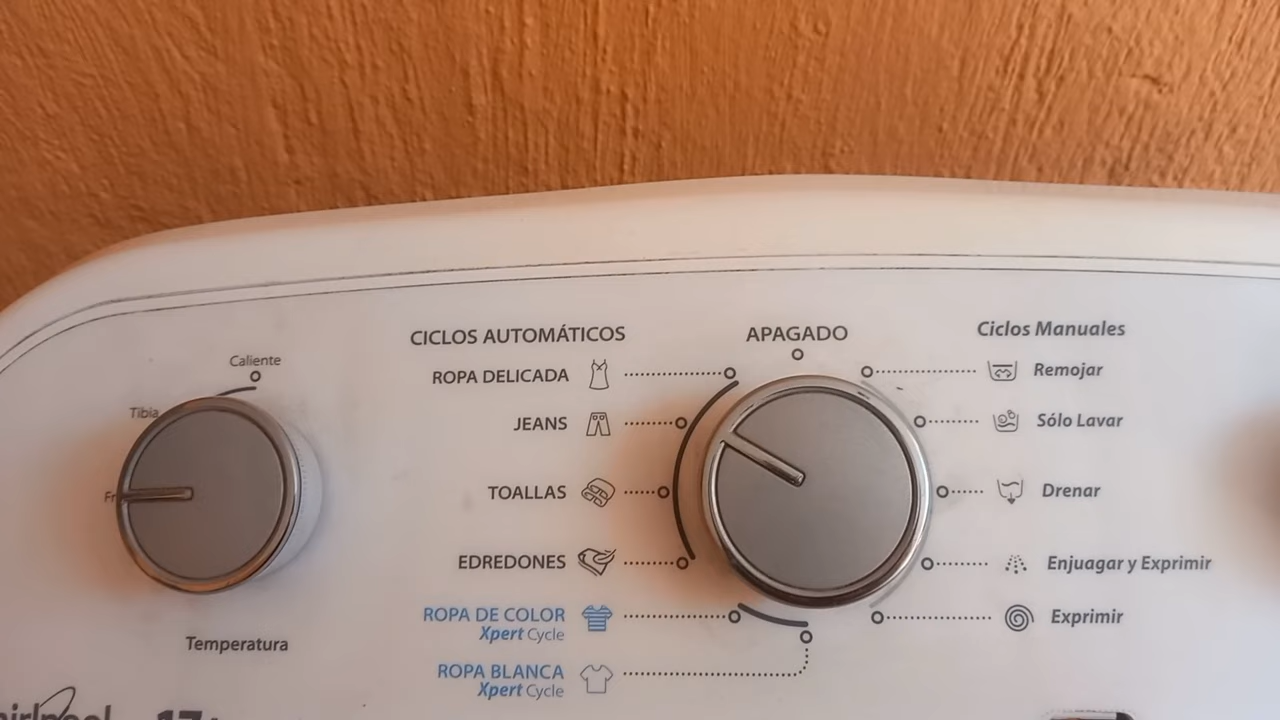 Caliente
Tibia
Temperatura
CICLOS AUTOMÁTICOS
ROPA DELICADA
JEANS
TOALLAS
EDREDONES
ROPA DE COLOR
Xpert Cycle
ROPA BLANCA
Xpert Cycle
APAGADO
Ciclos Manuales
Remojar
Sólo Lavar
Drenar
Enjuagar y Exprimir
Exprimir